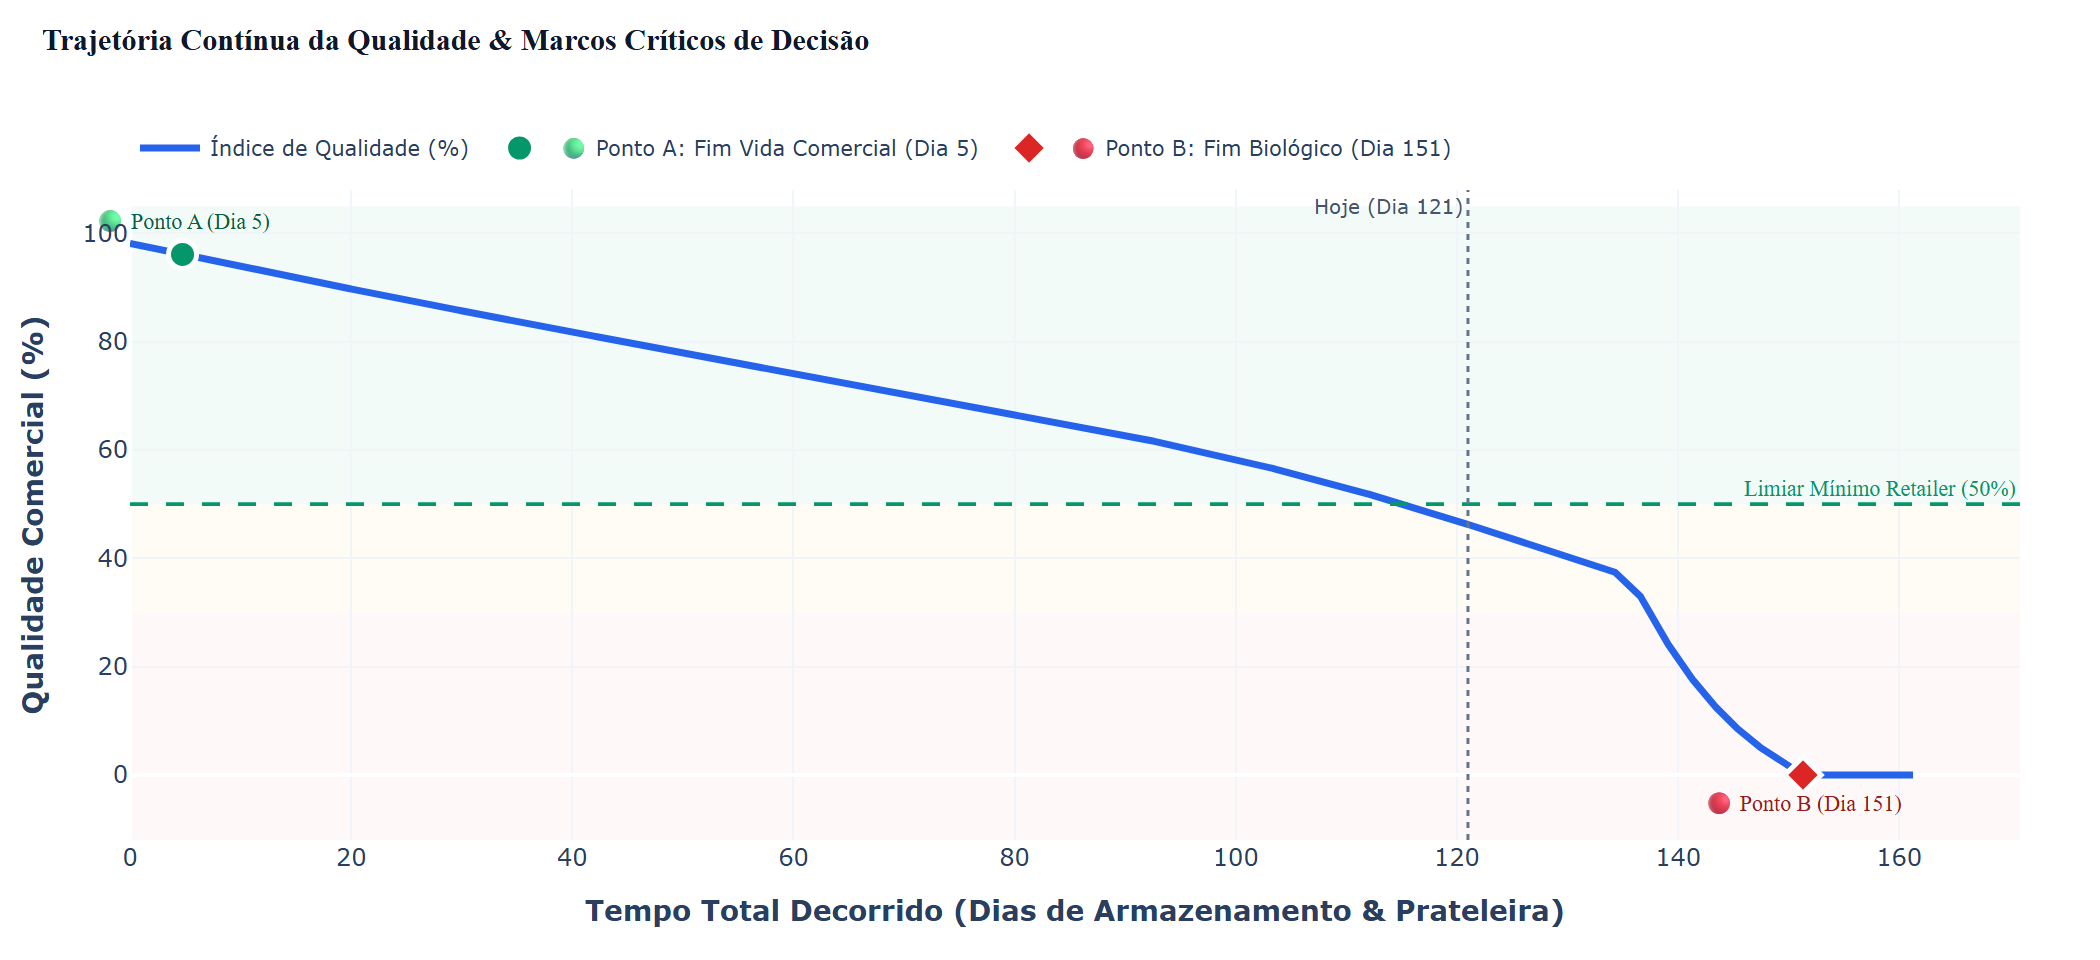 Trajetória Contínua da Qualidade & Marcos Críticos de Decisão
Índice de Qualidade (%)
Ponto A: Fim Vida Comercial (Dia 5)
Ponto B: Fim Biológico (Dia 151)
Hoje (Dia 121)
Ponto A (Dia 5)
100
80
60
Limiar Mínimo Retailer (50%)
40
20
0
Ponto B (Dia 151)
Qualidade Comercial (%)
0 20 40 60 80 100 120 140 160
Tempo Total Decorrido (Dias de Armazenamento & Prateleira)